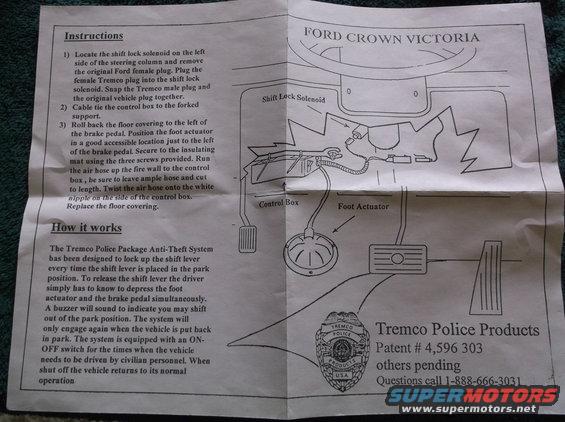 Instructions
1) Locate the shift lock solenoid on the left
side of the steering column and remove
the original Ford female plug. Plug the
female Tremco plug into the shift lock
solenoid. Snap the Tremco male plug and
the original vehicle plug together.
2) Cable tie the control box to the forked
support.
3) Roll back the floor covering to the left of
the brake pedal. Position the foot actuator
in a good accessible location just to the left
of the brake pedal. Secure to the insulating
mat using the three screws provided. Run
the air hose up the fire wall to the control
box , be sure to leave ample hose and cut
to length. Twist the air hose onto the white
nipple on the side of the control box.
Replace the floor covering.
How it works
The Tremco Police Package Anti-Theft System
has been designed to lock up the shift lever
every time the shift lever is placed in the park
position. To release the shift lever the driver
simply has to know to depress the foot
actuator and the brake pedal simultaneously.
A buzzer will sound to indicate you may shift
out of the park position. The system will
only engage again when the vehicle is put back
in park. The system is equipped with an ON-
OFF switch for the times when the vehicle
needs to be driven by civilian personnel. When
shut off the vehicle returns to its normal
operation
FORD CROWN VICTORIA
Shift Lock Solenoid
Control Box
Foot Actuator
TREMCO
POLICE
PRODUCTS
U.S.A.
Tremco Police Products
Patent # 4,596 303
others pending
Questions call 1-888-666-3031
SUPERMOTORS
www.supermotors.net